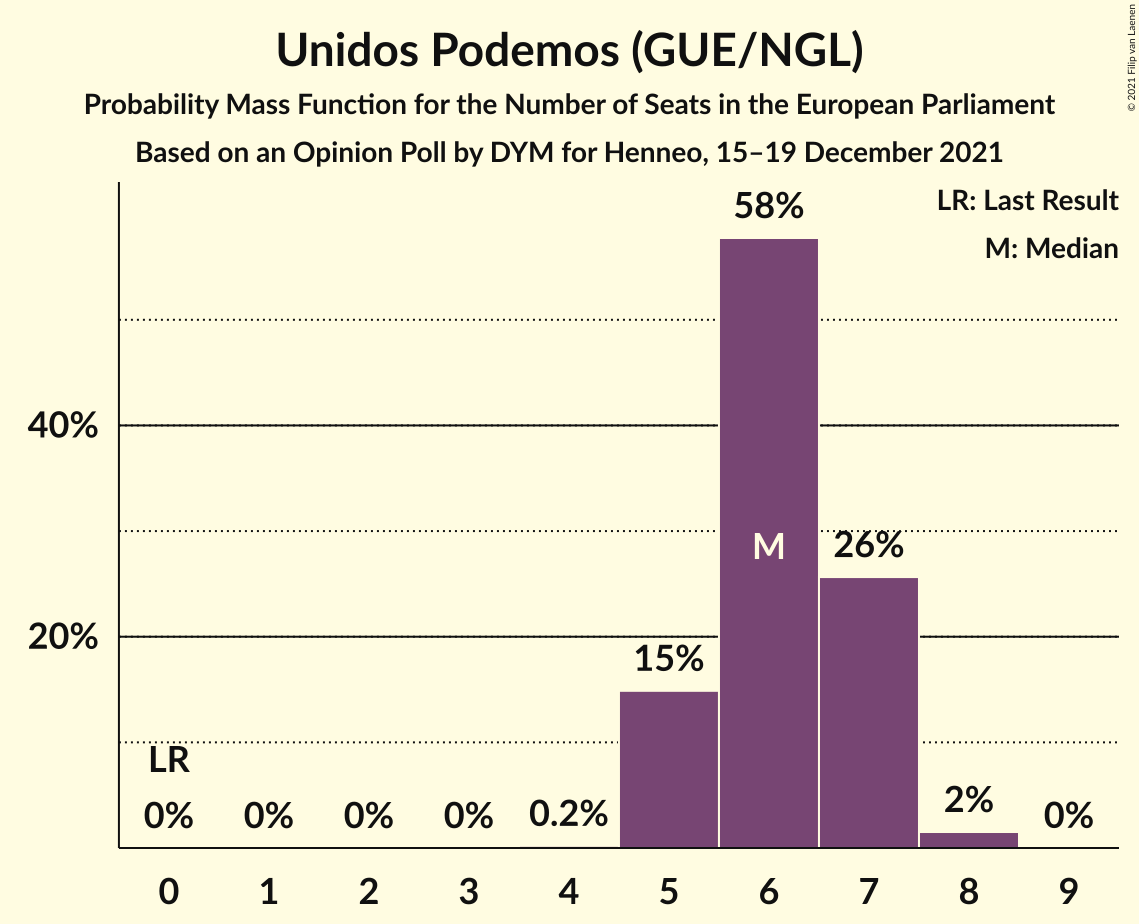 Unidos Podemos (GUE/NGL)
Probability Mass Function for the Number of Seats in the European Parliament
Based on an Opinion Poll by DYM for Henneo, 15–19 December 2021
© 2021 Filip van Laenen
LR: Last Result
M: Median
58%
40%
M
26%
20%
15%
LR
0%
0%
0%
0%
0.2%
2%
0%
0 1 2 3 4 5 6 7 8 9